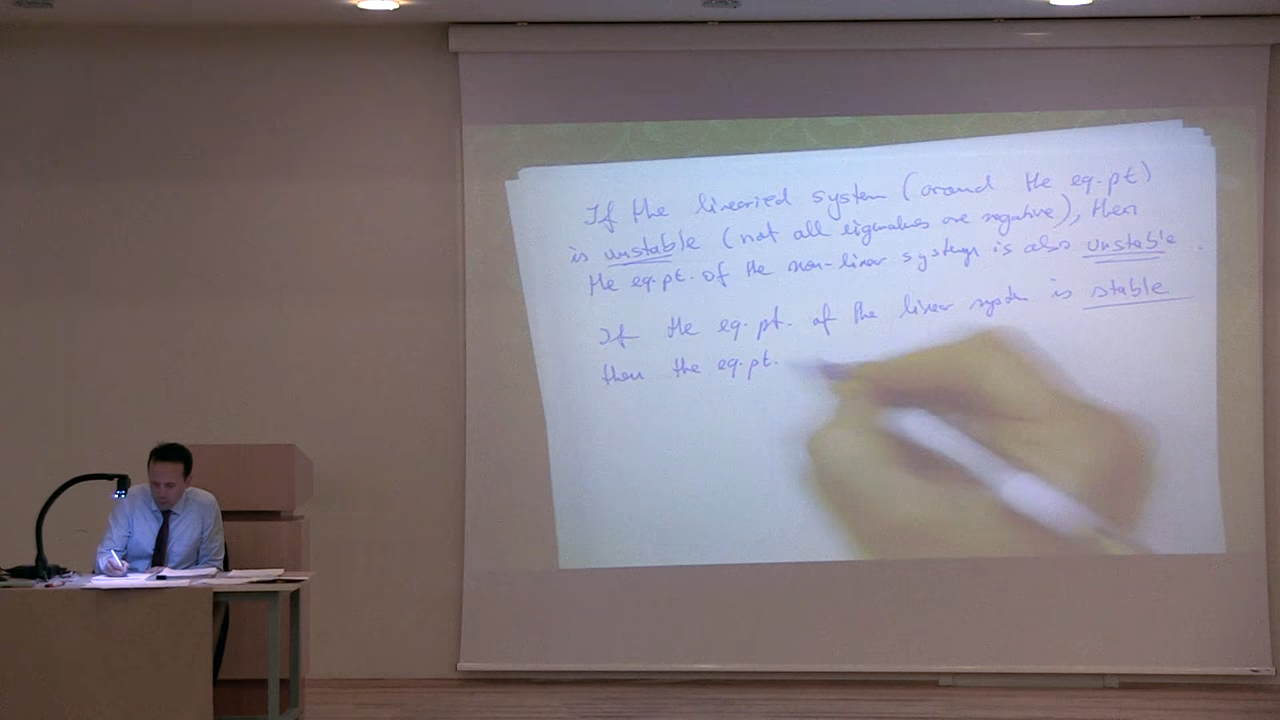 If the linearied system (around the eq.pt)
is unstable (not all eigenvalues are negative), then
the eq.pt. of the non-linear system is also unstable.
If the eq.pt. of the linear system is stable
then the eq.pt.